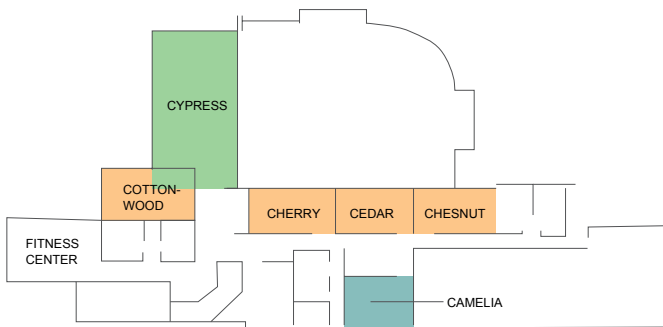 CYPRESS
COTTON-
WOOD
CHERRY
CEDAR
CHESNUT
FITNESS
CENTER
CAMELIA